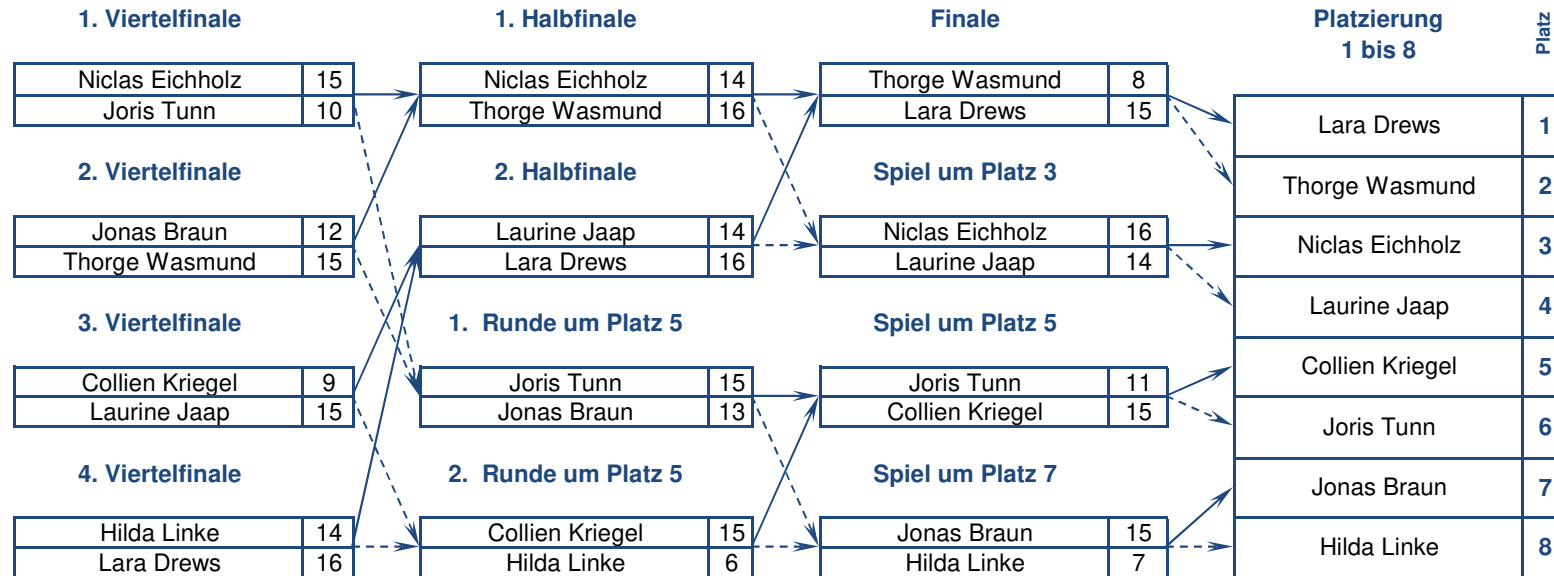 1. Viertelfinale 1. Halbfinale Finale Platzierung 1 bis 8 Platz
Niclas Eichholz 15 Niclas Eichholz 14 Thorge Wasmund 8
Joris Tunn 10 Thorge Wasmund 16 Lara Drews 15
Lara Drews 1
2. Viertelfinale 2. Halbfinale Spiel um Platz 3
Thorge Wasmund 2
Jonas Braun 12 Laurine Jaap 14 Niclas Eichholz 16
Niclas Eichholz 3
Thorge Wasmund 15 Lara Drews 16 Laurine Jaap 14
Laurine Jaap 4
3. Viertelfinale 1. Runde um Platz 5 Spiel um Platz 5
Collien Kriegel 5
Collien Kriegel 9 Joris Tunn 15 Joris Tunn 11
Laurine Jaap 15 Jonas Braun 13 Collien Kriegel 15
Joris Tunn 6
4. Viertelfinale 2. Runde um Platz 5 Spiel um Platz 7
Jonas Braun 7
Hilda Linke 14 Collien Kriegel 15 Jonas Braun 15
Hilda Linke 8
Lara Drews 16 Hilda Linke 6 Hilda Linke 7